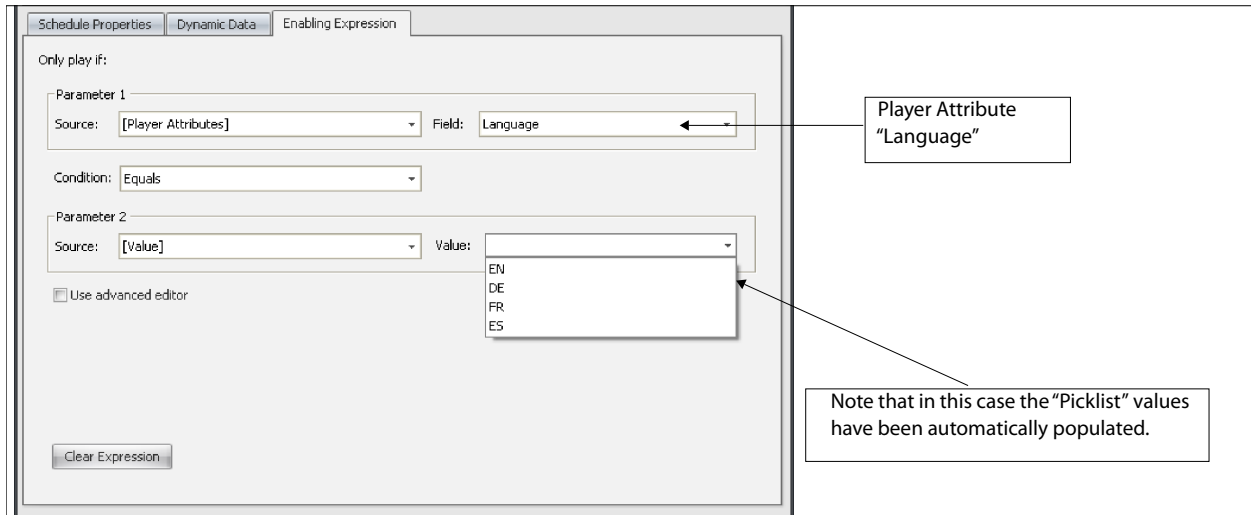 Schedule Properties Dynamic Data Enabling Expression
Only play if:
Parameter 1
Source: [Player Attributes] Field: Language
Player Attribute
“Language”
Condition: Equals
Parameter 2
Source: [Value] Value:
EN
DE
FR
ES
Use advanced editor
Note that in this case the “Picklist” values
have been automatically populated.
Clear Expression